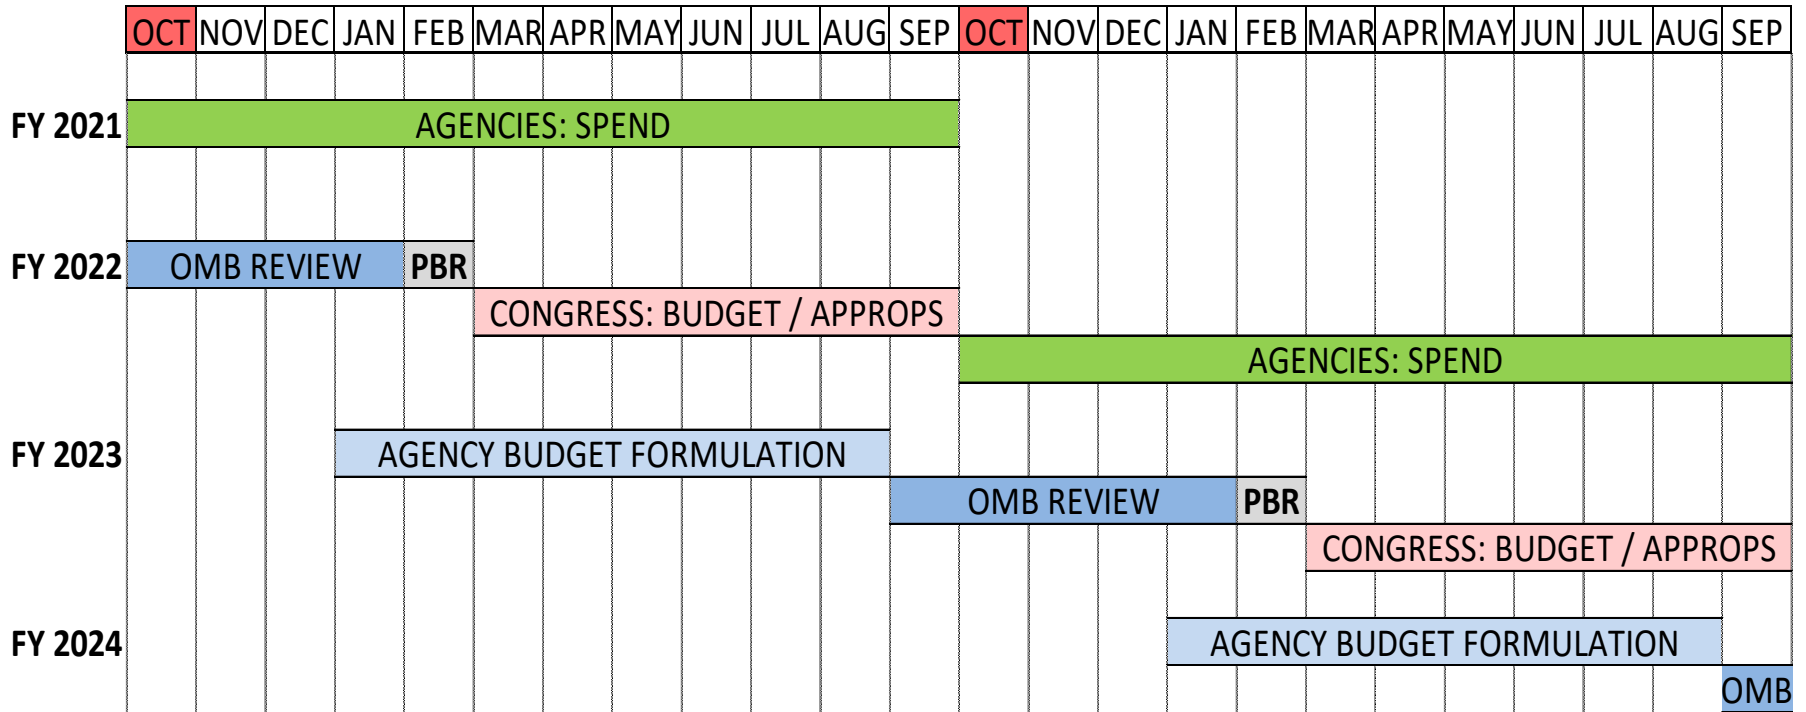 OCT NOV DEC JAN FEB MAR APR MAY JUN JUL AUG SEP OCT NOV DEC JAN FEB MAR APR MAY JUN JUL AUG SEP
FY 2021 AGENCIES: SPEND
FY 2022 OMB REVIEW PBR
CONGRESS: BUDGET / APPROPS
AGENCIES: SPEND
FY 2023 AGENCY BUDGET FORMULATION
OMB REVIEW PBR
CONGRESS: BUDGET / APPROPS
FY 2024 AGENCY BUDGET FORMULATION
OMB